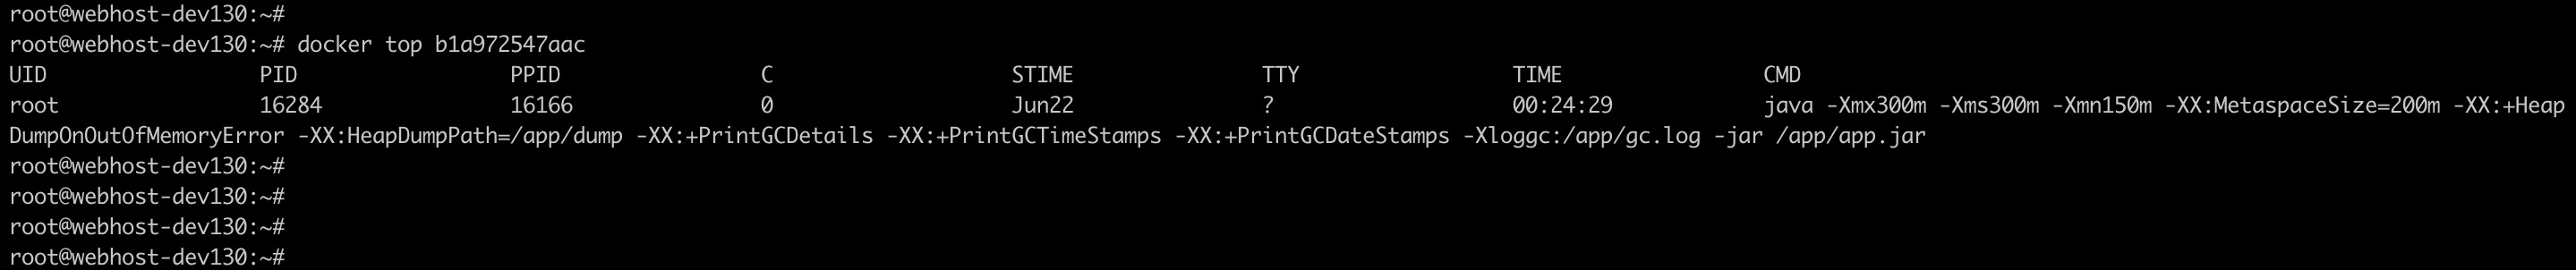 root@webhost-dev130:~#
root@webhost-dev130:~# docker top b1a972547aac
UID                 PID                 PPID                C                   STIME               TTY                 TIME                CMD
root                16284               16166               0                   Jun22               ?                   00:24:29            java -Xmx300m -Xms300m -Xmn150m -XX:MetaspaceSize=200m -XX:+Heap
DumpOnOutOfMemoryError -XX:HeapDumpPath=/app/dump -XX:+PrintGCDetails -XX:+PrintGCTimeStamps -XX:+PrintGCDateStamps -Xloggc:/app/gc.log -jar /app/app.jar
root@webhost-dev130:~#
root@webhost-dev130:~#
root@webhost-dev130:~#
root@webhost-dev130:~#